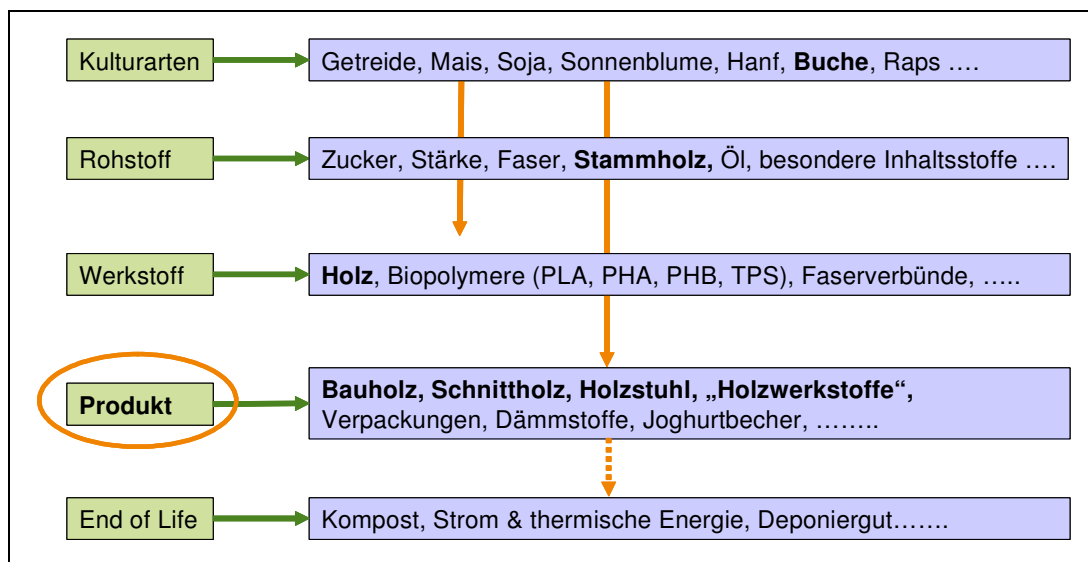 Kulturarten
Getreide, Mais, Soja, Sonnenblume, Hanf, Buche, Raps ....
Rohstoff
Zucker, Stärke, Faser, Stammholz, Öl, besondere Inhaltsstoffe ....
Werkstoff
Holz, Biopolymere (PLA, PHA, PHB, TPS), Faserverbünde, .....
Produkt
Bauholz, Schnittholz, Holzstuhl, „Holzwerkstoffe“,
Verpackungen, Dämmstoffe, Joghurtbecher, ........
End of Life
Kompost, Strom & thermische Energie, Deponiergut.......